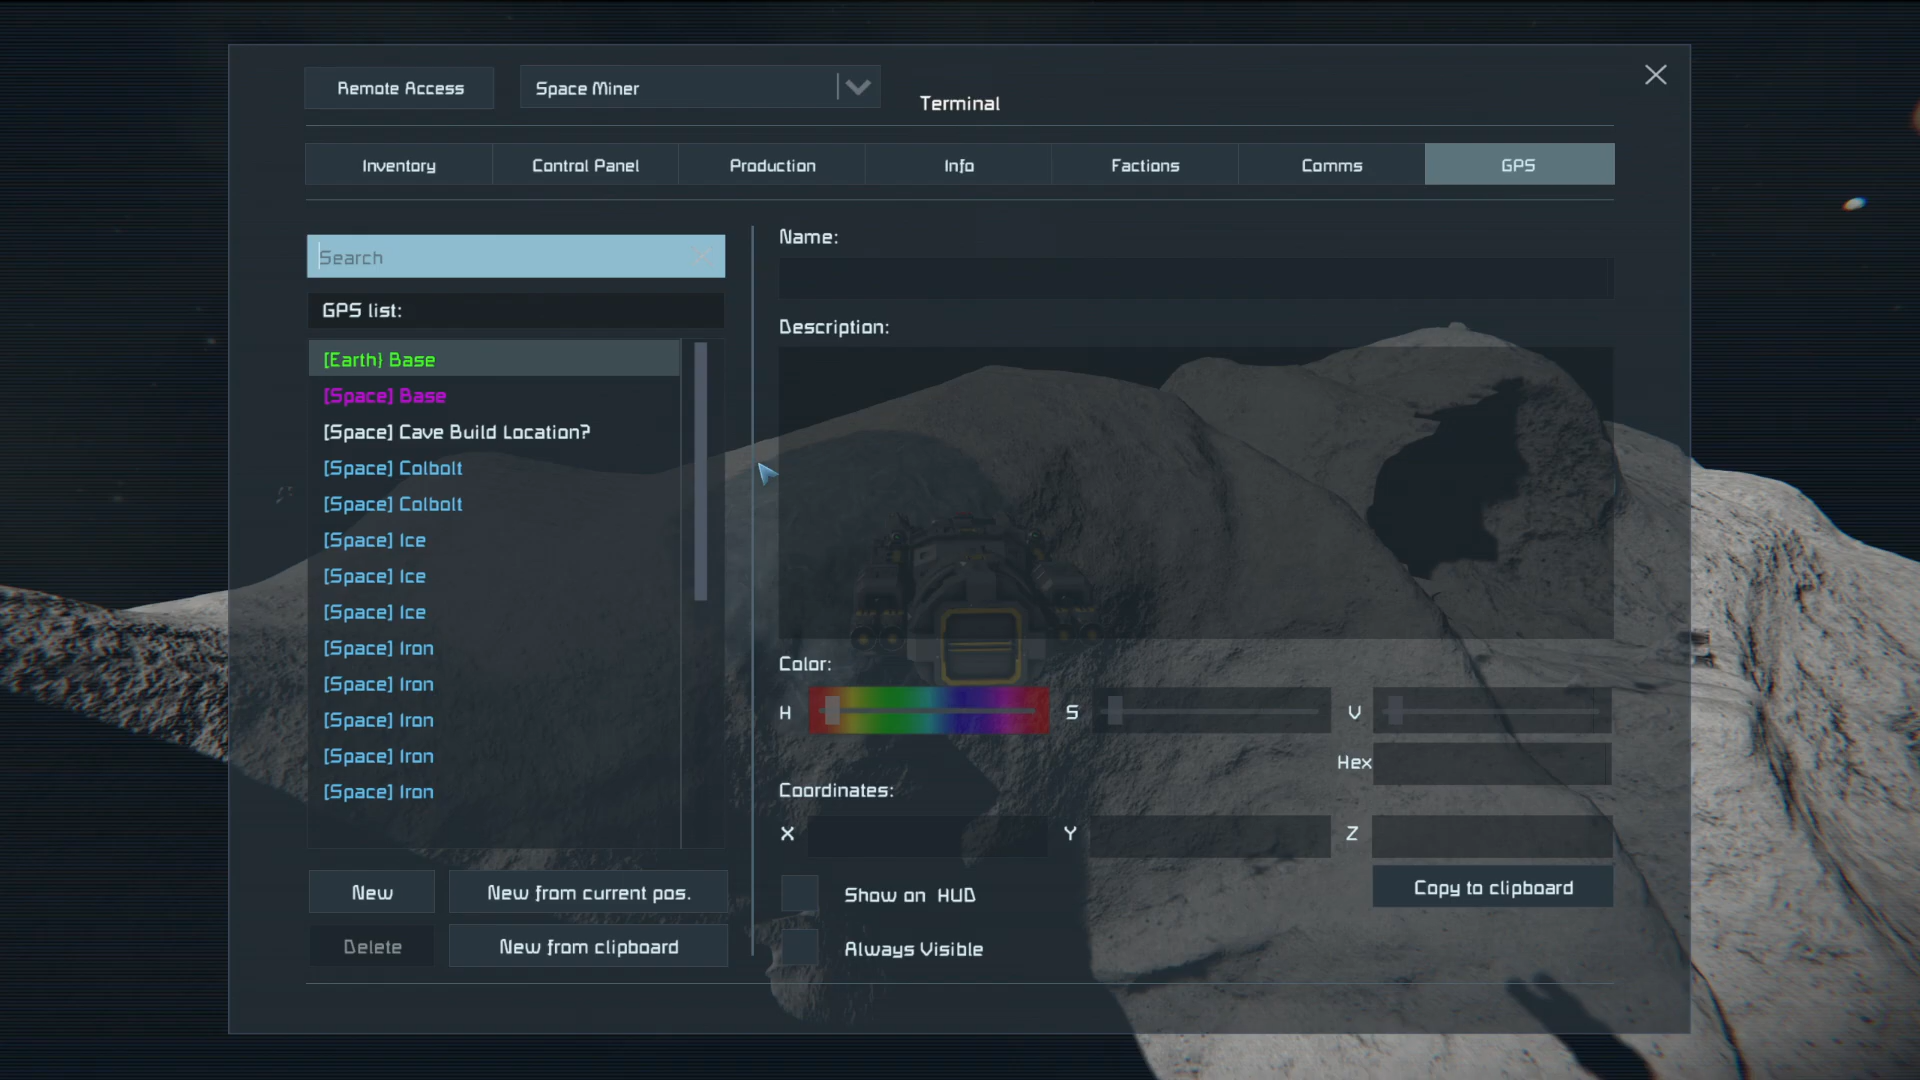 Remote Access
Space Miner
Terminal
Inventory
Control Panel
Production
Info
Factions
Comms
GPS
Search
GPS list:
[Earth} Base
[Space] Base
[Space] Cave Build Location?
[Space] Colbolt
[Space] Colbolt
[Space] Ice
[Space] Ice
[Space] Ice
[Space] Iron
[Space] Iron
[Space] Iron
[Space] Iron
[Space] Iron
New
New from current pos.
Delete
New from clipboard
Name:
Description:
Color:
H
S
V
Hex
Coordinates:
X
Y
Z
Show on HUD
Copy to clipboard
Always Visible